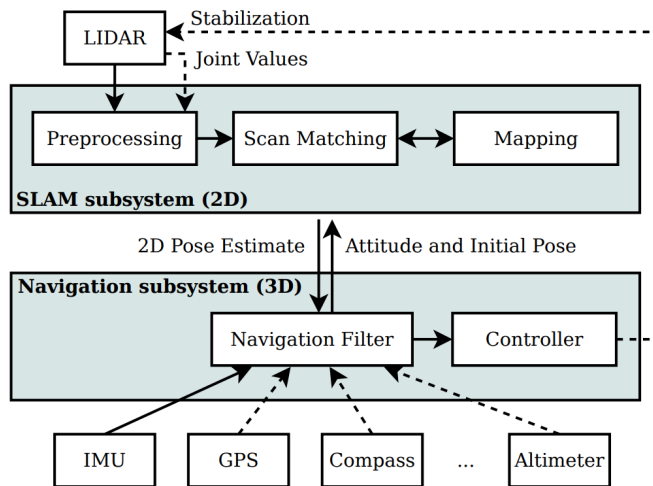 Stabilization
LIDAR
Joint Values
Preprocessing
Scan Matching
Mapping
SLAM subsystem (2D)
2D Pose Estimate
Attitude and Initial Pose
Navigation subsystem (3D)
Navigation Filter
Controller
IMU
GPS
Compass
...
Altimeter